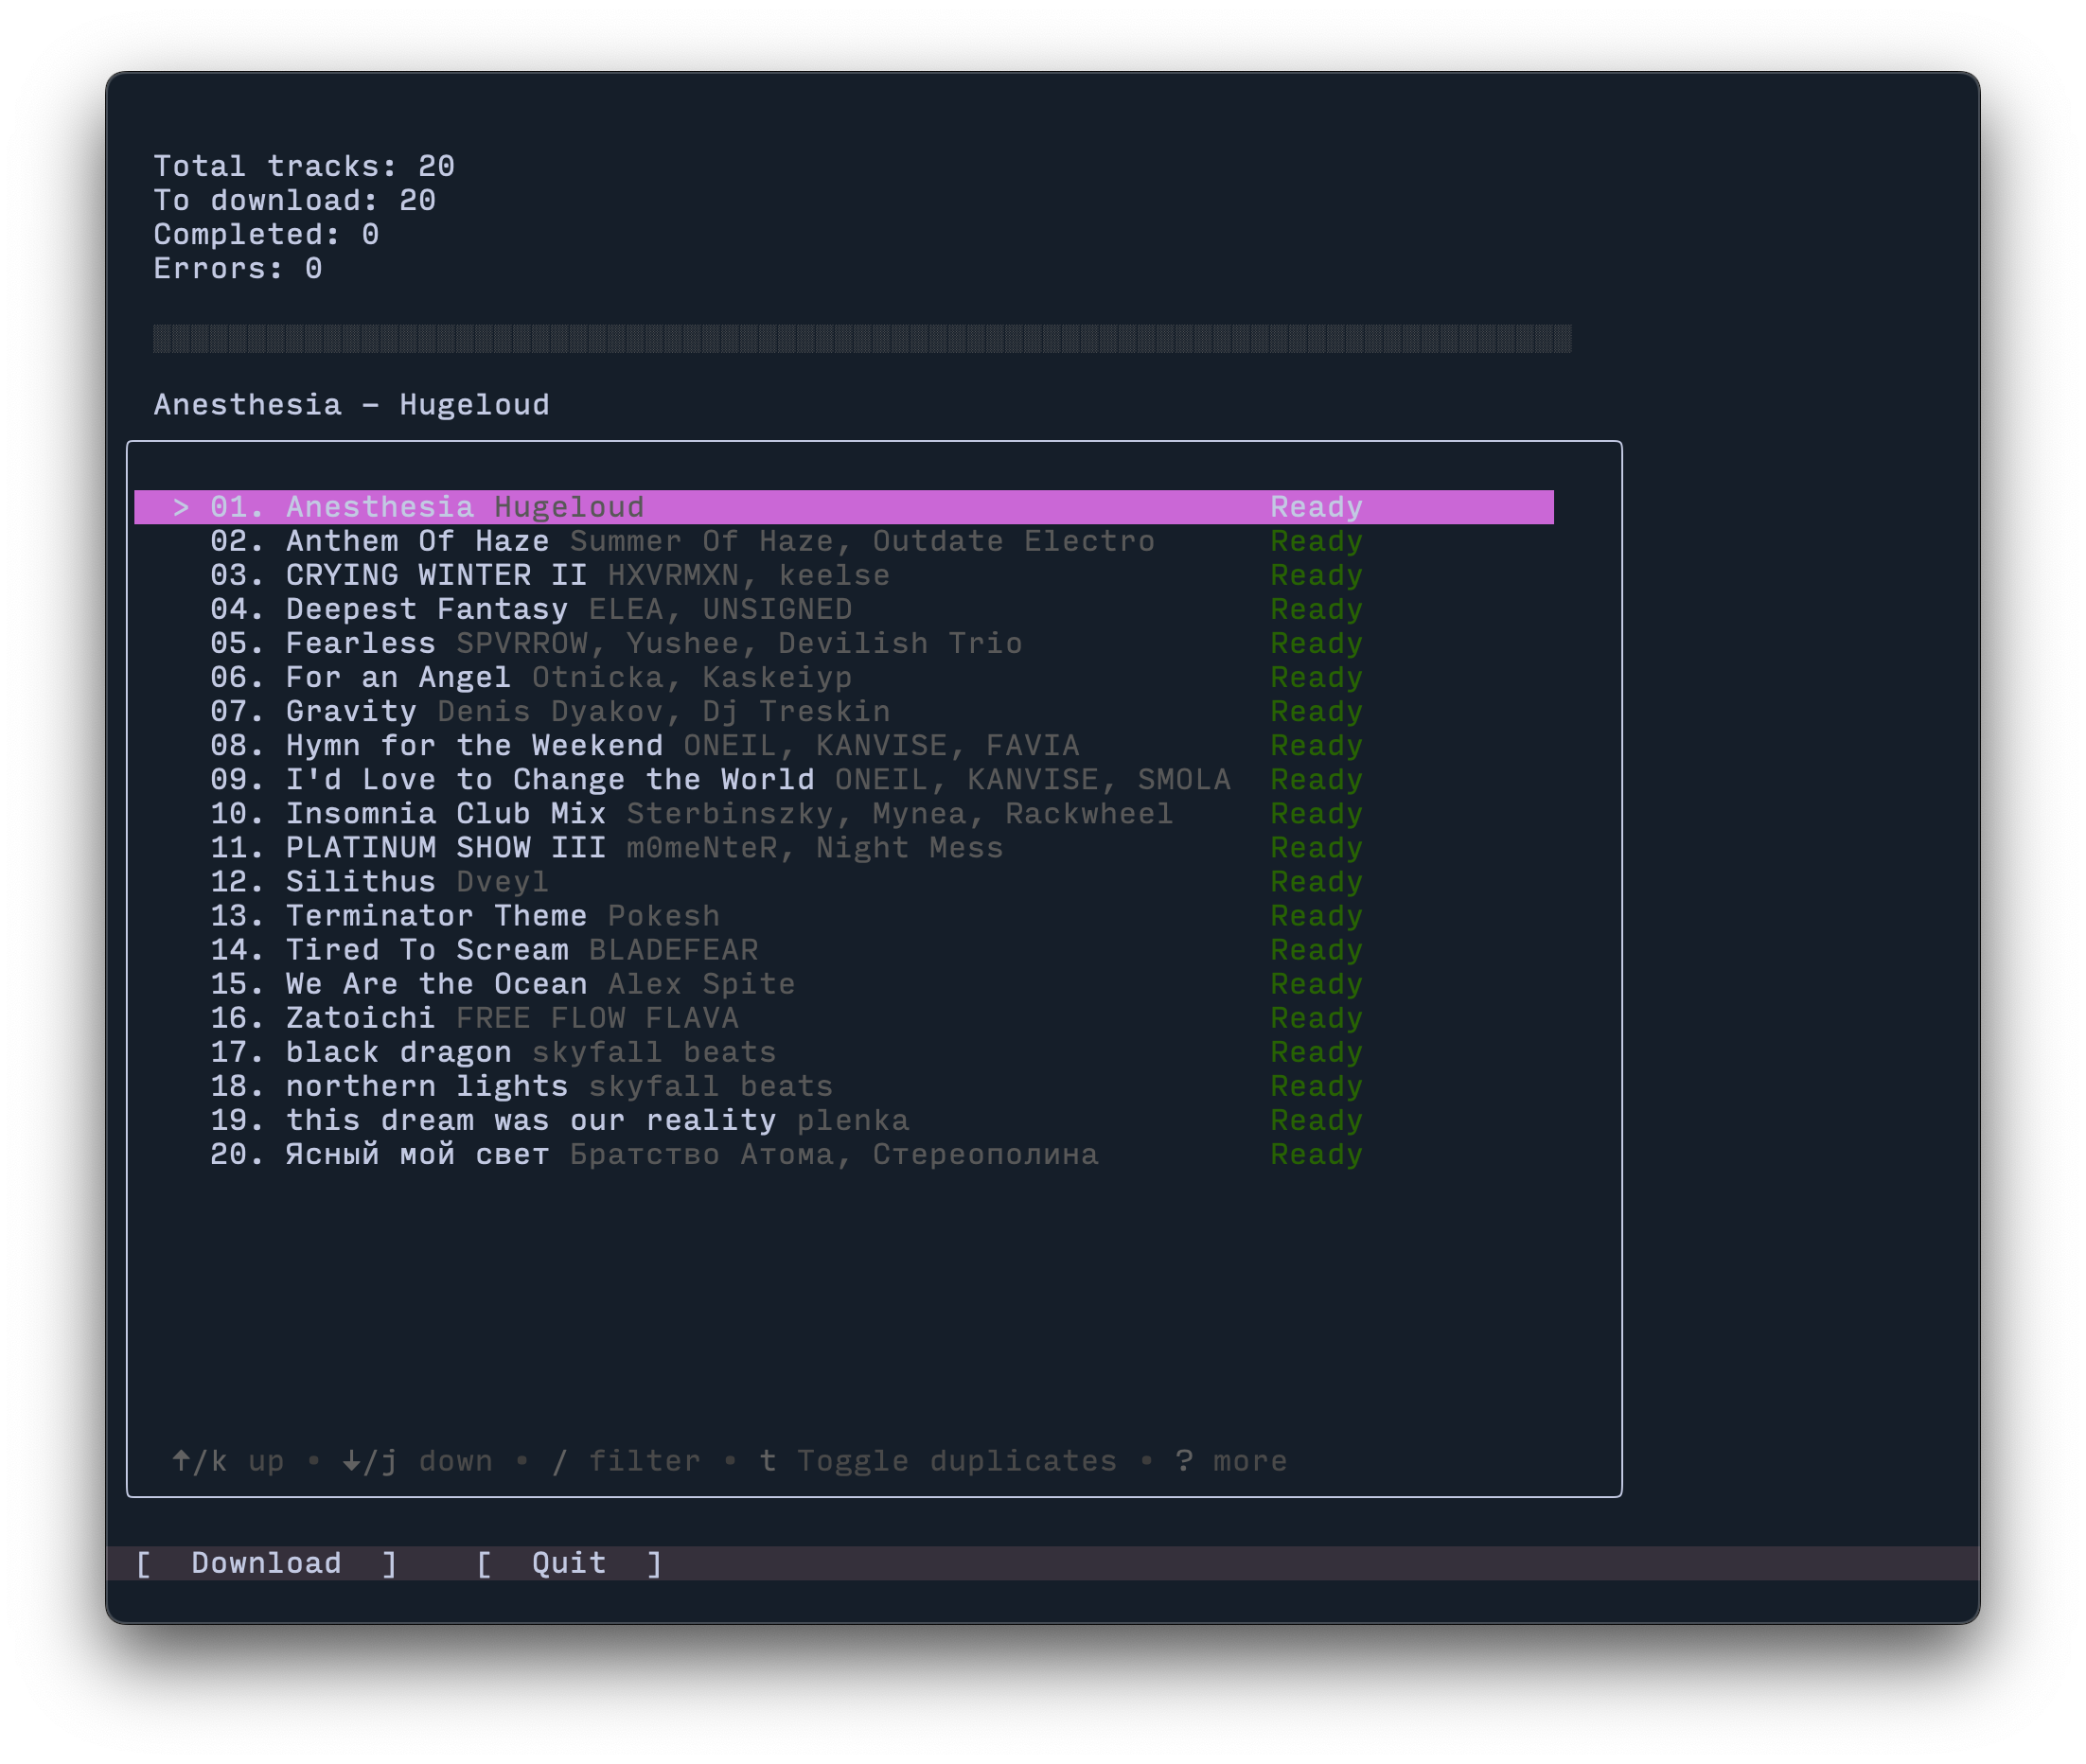 Total tracks: 20
To download: 20
Completed: 0
Errors: 0
Anesthesia – Hugeloud
> 01. Anesthesia Hugeloud Ready
02. Anthem Of Haze Summer Of Haze, Outdate Electro Ready
03. CRYING WINTER II HXVRMXN, keelse Ready
04. Deepest Fantasy ELEA, UNSIGNED Ready
05. Fearless SPVRROW, Yushee, Devilish Trio Ready
06. For an Angel Otnicka, Kaskeiyp Ready
07. Gravity Denis Dyakov, Dj Treskin Ready
08. Hymn for the Weekend ONEIL, KANVISE, FAVIA Ready
09. I'd Love to Change the World ONEIL, KANVISE, SMOLA Ready
10. Insomnia Club Mix Sterbinszky, Mynea, Rackwheel Ready
11. PLATINUM SHOW III m0meNteR, Night Mess Ready
12. Silithus Dveyl Ready
13. Terminator Theme Pokesh Ready
14. Tired To Scream BLADEFEAR Ready
15. We Are the Ocean Alex Spite Ready
16. Zatoichi FREE FLOW FLAVA Ready
17. black dragon skyfall beats Ready
18. northern lights skyfall beats Ready
19. this dream was our reality plenka Ready
20. Ясный мой свет Братство Атома, Стереополина Ready
↑/k up • ↓/j down • / filter • t Toggle duplicates • ? more
[ Download ] [ Quit ]